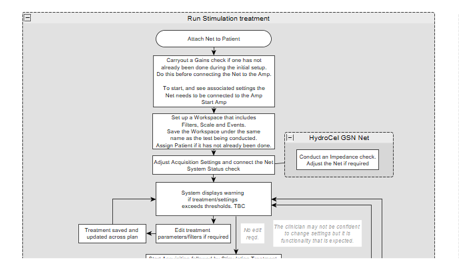 Run Stimulation treatment
Attach Net to Patient
Carryout a Gains check if one has not
already been done during the initial setup.
Do this before connecting the Net to the Amp.
To start, and see associated settings the
Net needs to be connected to the Amp
Start Amp
Set up a Workspace that includes
Filters, Scale and Events.
Save the Workspace under the same
name as the test being conducted.
Assign Patient if it has not already been done.
HydroCel GSN Net
Conduct an Impedance check.
Adjust the Net if required
Adjust Acquisition Settings and connect the Net
System Status check
System displays warning
if treatment/settings
exceeds thresholds. TBC
Treatment saved and
updated across plan
Edit treatment
parameters/filters if required
No edit
reqd.
The clinician may not be confident
to change settings but it is
functionality that is expected.